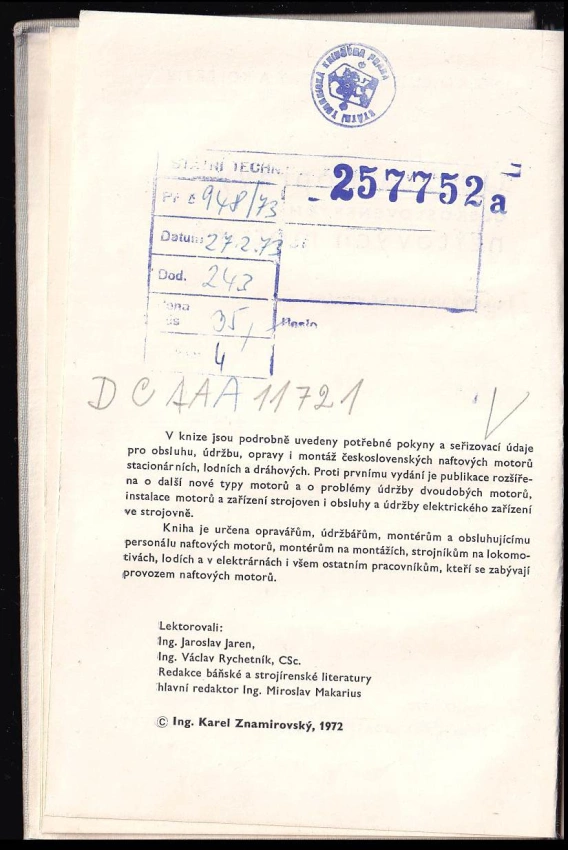 STÁTNÍ TECHNICKÁ KNIHOVNA PRAHA
STÁTNÍ TECHN
257752a
Př. č 948/73
Datum 27.2.73
Dod. 243
35,
Heslo
4
DCAAA11721
V knize jsou podrobně uvedeny potřebné pokyny a seřizovací údaje
pro obsluhu, údržbu, opravy i montáž československých naftových motorů
stacionárních, lodních a dráhových. Proti prvnímu vydání je publikace rozšíře-
na o další nové typy motorů a o problémy údržby dvoudobých motorů,
instalace motorů a zařízení strojoven i obsluhy a údržby elektrického zařízení
ve strojovně.
Kniha je určena opravářům, údržbářům, montérům a obsluhujícímu
personálu naftových motorů, montérům na montážích, strojníkům na lokomo-
tivách, lodích a v elektrárnách i všem ostatním pracovníkům, kteří se zabývají
provozem naftových motorů.
Lektorovali:
Ing. Jaroslav Jaren,
Ing. Václav Rychetník, CSc.
Redakce báňské a strojírenské literatury
hlavní redaktor Ing. Miroslav Makarius
© Ing. Karel Znamirovský, 1972